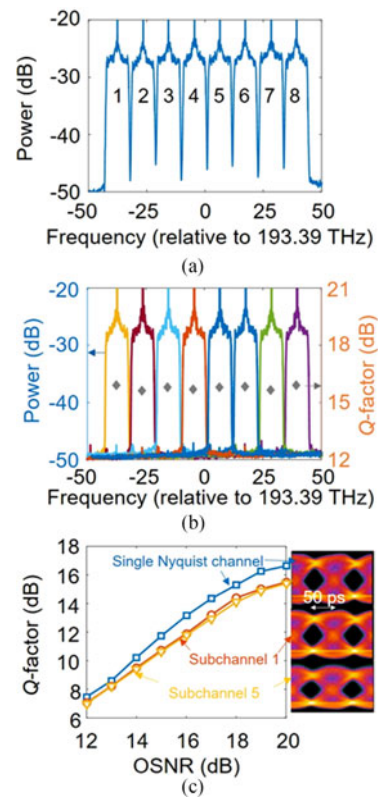 (a)
-20
-30
-40
-50
Power (dB)
1 2 3 4 5 6 7 8
-50 -25 0 25 50
Frequency (relative to 193.39 THz)
(a)
-20
-30
-40
-50
Power (dB)
21
18
15
12
Q-factor (dB)
-50 -25 0 25 50
Frequency (relative to 193.39 THz)
(b)
18
16
14
12
10
8
6
Q-factor (dB)
Single Nyquist channel
Subchannel 1
Subchannel 5
50 ps
12 14 16 18 20
OSNR (dB)
(c)